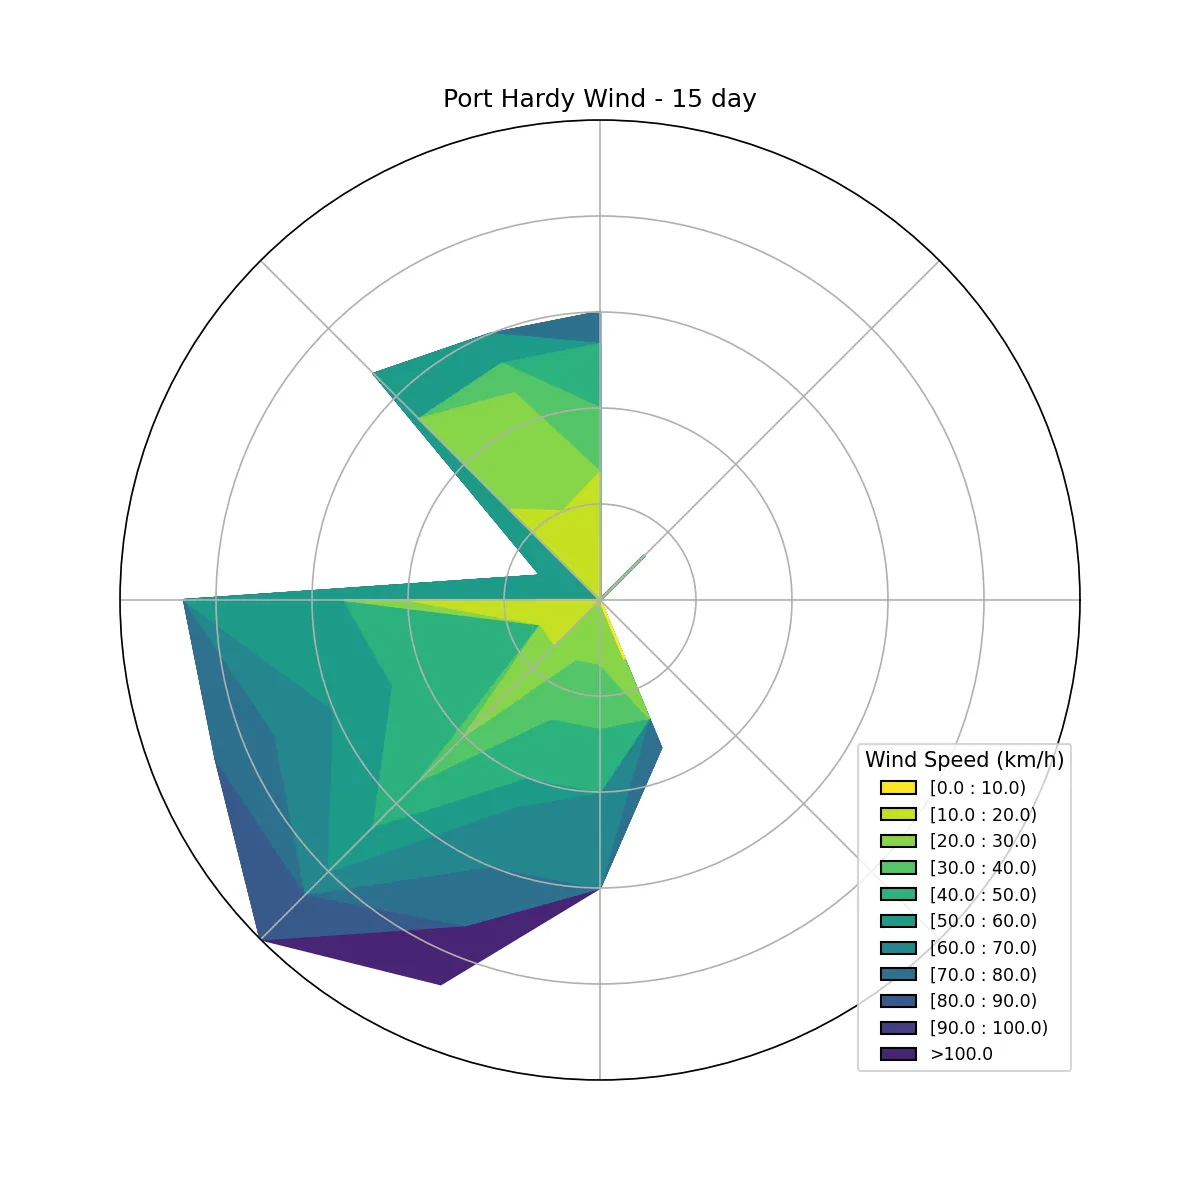 Port Hardy Wind - 15 day
Wind Speed (km/h)
[0.0 : 10.0)
[10.0 : 20.0)
[20.0 : 30.0)
[30.0 : 40.0)
[40.0 : 50.0)
[50.0 : 60.0)
[60.0 : 70.0)
[70.0 : 80.0)
[80.0 : 90.0)
[90.0 : 100.0)
>100.0